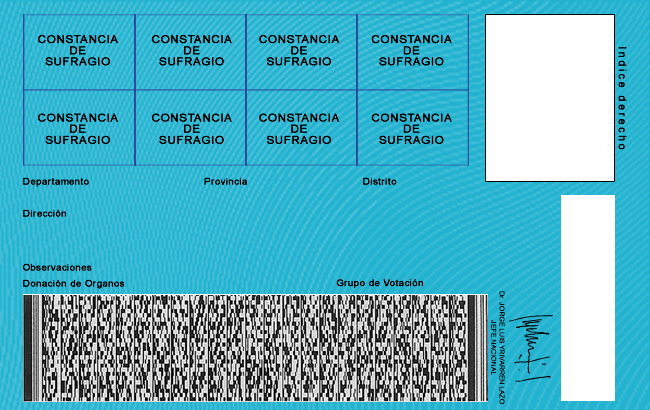 CONSTANCIA
DE
SUFRAGIO
CONSTANCIA
DE
SUFRAGIO
CONSTANCIA
DE
SUFRAGIO
CONSTANCIA
DE
SUFRAGIO
CONSTANCIA
DE
SUFRAGIO
CONSTANCIA
DE
SUFRAGIO
CONSTANCIA
DE
SUFRAGIO
CONSTANCIA
DE
SUFRAGIO
Indice derecho
Departamento Provincia Distrito
Dirección
Observaciones
Donación de Organos Grupo de Votación
Dr. JORGE LUIS YRIVARREN LAZO
JEFE NACIONAL